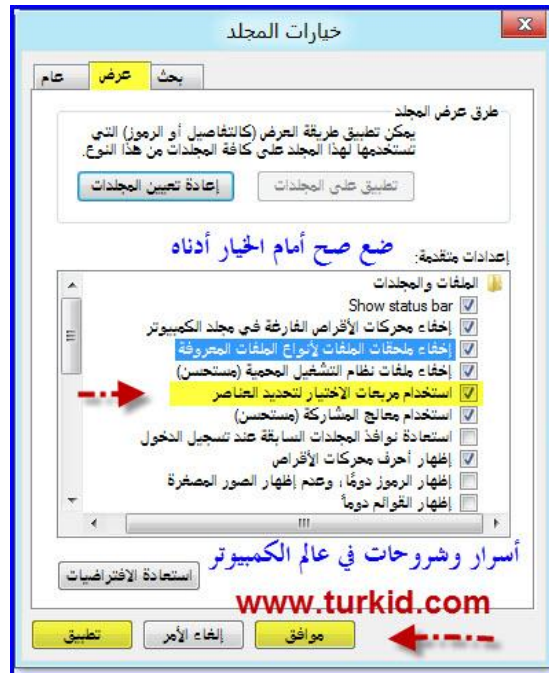 خيارات المجلد
عام عرض بحث
طرق عرض المجلد
يمكن تطبيق طريقة العرض (كالتفاصيل أو الرموز) التي
تستخدمها لهذا المجلد على كافة المجلدات من هذا النوع.
تطبيق على المجلدات إعادة تعيين المجلدات
ضع صح أمام الخيار أدناه
إعدادات متقدمة:
الملفات والمجلدات
Show status bar
إخفاء محركات الأقراص الفارغة في مجلد الكمبيوتر
إخفاء ملحقات الملفات لأنواع الملفات المعروفة
إخفاء ملفات نظام التشغيل المحمية (مستحسن)
استخدام مربعات الاختيار لتحديد العناصر
استخدام معالج المشاركة (مستحسن)
استعادة نوافذ المجلدات السابقة عند تسجيل الدخول
إظهار أحرف محركات الأقراص
إظهار الرموز دومًا، وعدم إظهار الصور المصغرة
إظهار القوائم دوماً
أسرار وشروحات في عالم الكمبيوتر
استعادة الافتراضيات
www.turkid.com
موافق إلغاء الأمر تطبيق